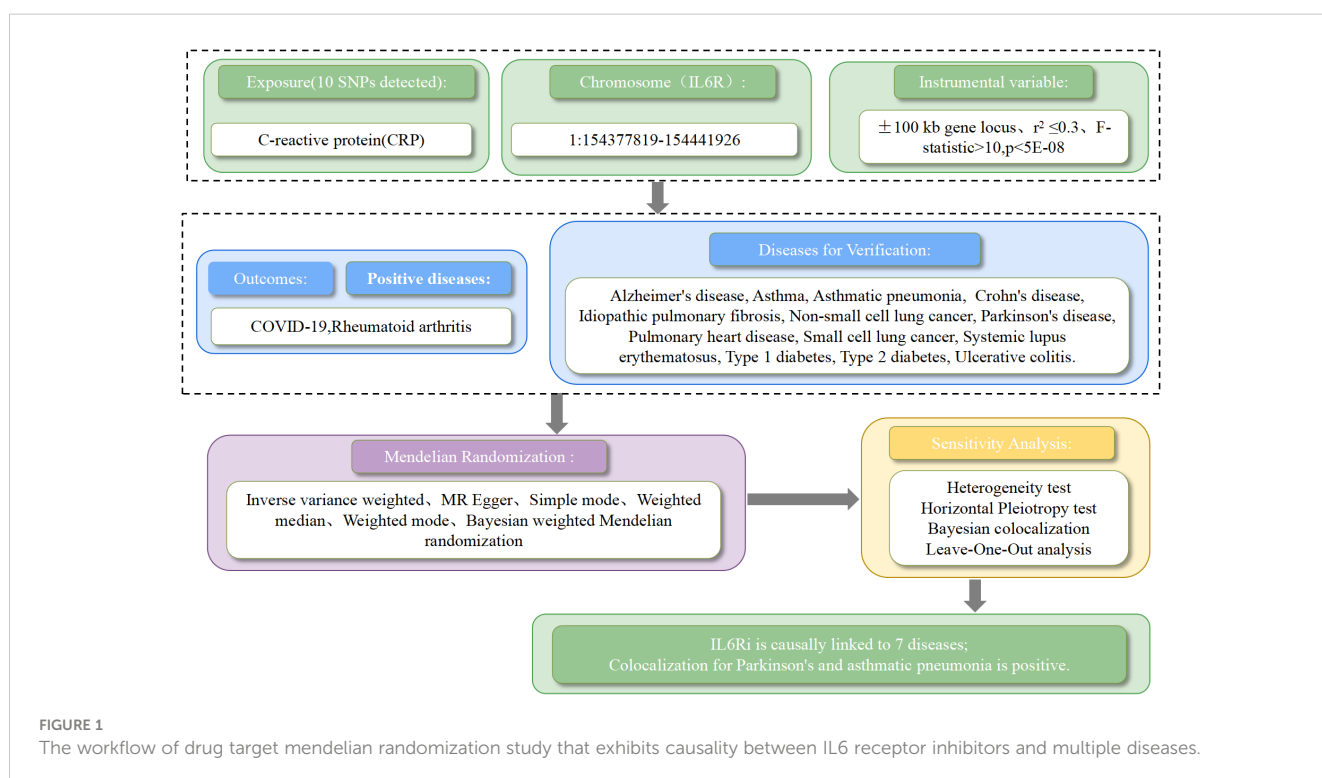 Exposure(10 SNPs detected):
C-reactive protein(CRP)
Chromosome（IL6R）:
1:154377819-154441926
Instrumental variable:
±100 kb gene locus、r² ≤0.3、F-
statistic>10,p<5E-08
Outcomes:
Positive diseases:
COVID-19,Rheumatoid arthritis
Diseases for Verification:
Alzheimer's disease, Asthma, Asthmatic pneumonia, Crohn's disease,
Idiopathic pulmonary fibrosis, Non-small cell lung cancer, Parkinson's disease,
Pulmonary heart disease, Small cell lung cancer, Systemic lupus
erythematosus, Type 1 diabetes, Type 2 diabetes, Ulcerative colitis.
Mendelian Randomization :
Inverse variance weighted、MR Egger、Simple mode、Weighted
median、Weighted mode、Bayesian weighted Mendelian
randomization
Sensitivity Analysis:
Heterogeneity test
Horizontal Pleiotropy test
Bayesian colocalization
Leave-One-Out analysis
IL6Ri is causally linked to 7 diseases;
Colocalization for Parkinson's and asthmatic pneumonia is positive.
FIGURE 1
The workflow of drug target mendelian randomization study that exhibits causality between IL6 receptor inhibitors and multiple diseases.